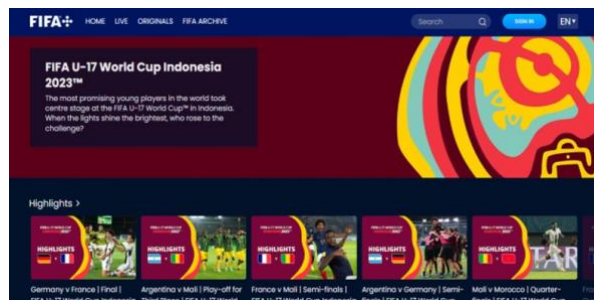 FIFA+ HOME LIVE ORIGINALS FIFA ARCHIVE Search SIGN IN EN
FIFA U-17 World Cup Indonesia
2023™
The most promising young players in the world took
centre stage at the FIFA U-17 World Cup™ in Indonesia.
When the lights shine the brightest, who rose to the
challenge?
Highlights >
HIGHLIGHTS HIGHLIGHTS HIGHLIGHTS HIGHLIGHTS HIGHLIGHTS TAR
Germany v France | Final | Argentina v Mali | Play-off for France v Mali | Semi-finals | Argentina v Germany | Semi- Mali v Morocco | Quarter-